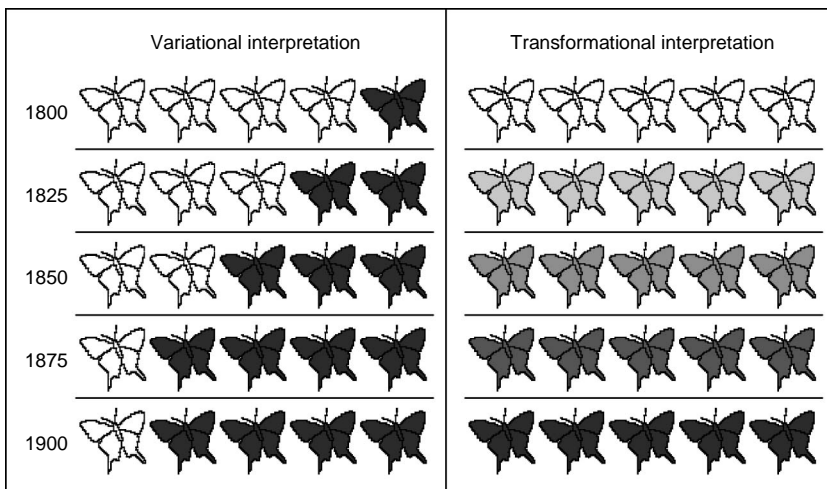 Variational interpretation
Transformational interpretation
1800
1825
1850
1875
1900